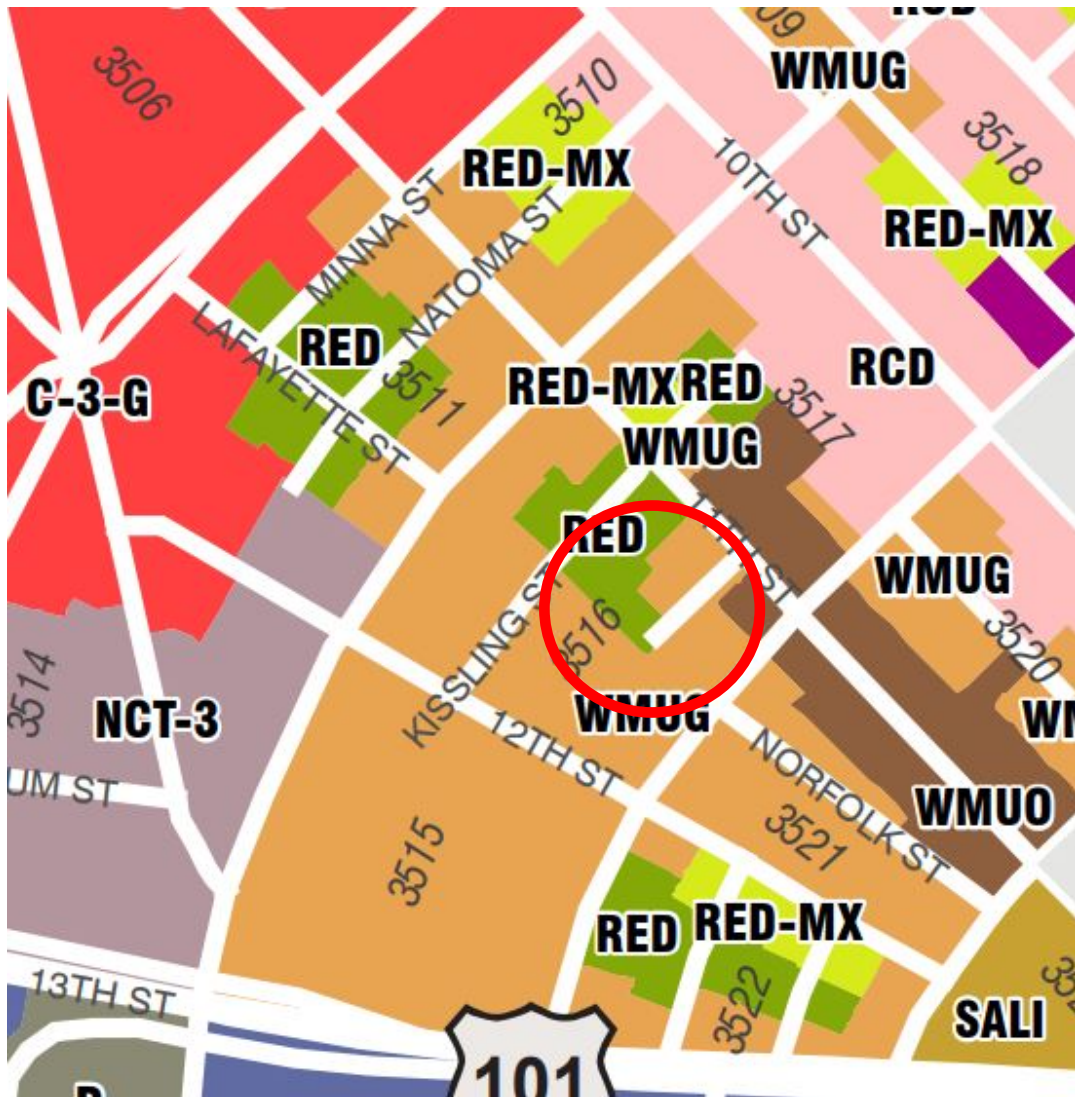 WMUG
3506
3510
3518
RED-MX
MINNA ST
NATOMA ST
10TH ST
RED-MX
RED
LAFAYETTE ST
3511
C-3-G
RED-MX
RED
RCD
3517
WMUG
RED
11TH ST
WMUG
KISSLING ST
3516
3520
3514
NCT-3
WMUG
12TH ST
NORFOLK ST
WMUO
UM ST
3515
3521
RED
RED-MX
3522
13TH ST
SALI
101